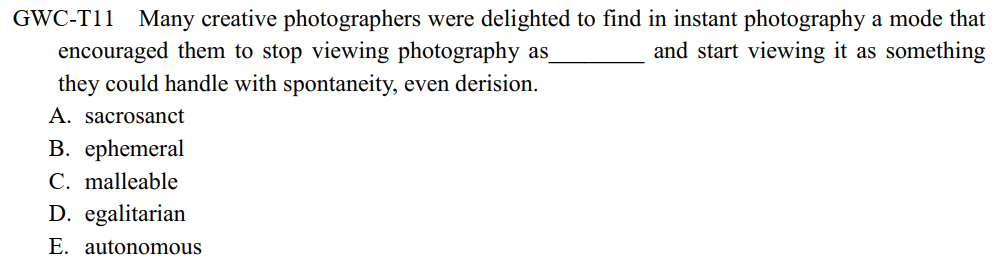 GWC-T11 Many creative photographers were delighted to find in instant photography a mode that
encouraged them to stop viewing photography as________ and start viewing it as something
they could handle with spontaneity, even derision.
A. sacrosanct
B. ephemeral
C. malleable
D. egalitarian
E. autonomous